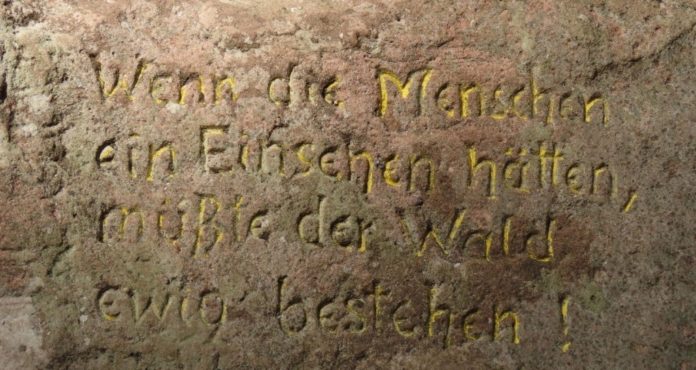 Wenn die Menschen
ein Einsehen hätten,
müßte der Wald
ewig bestehen!